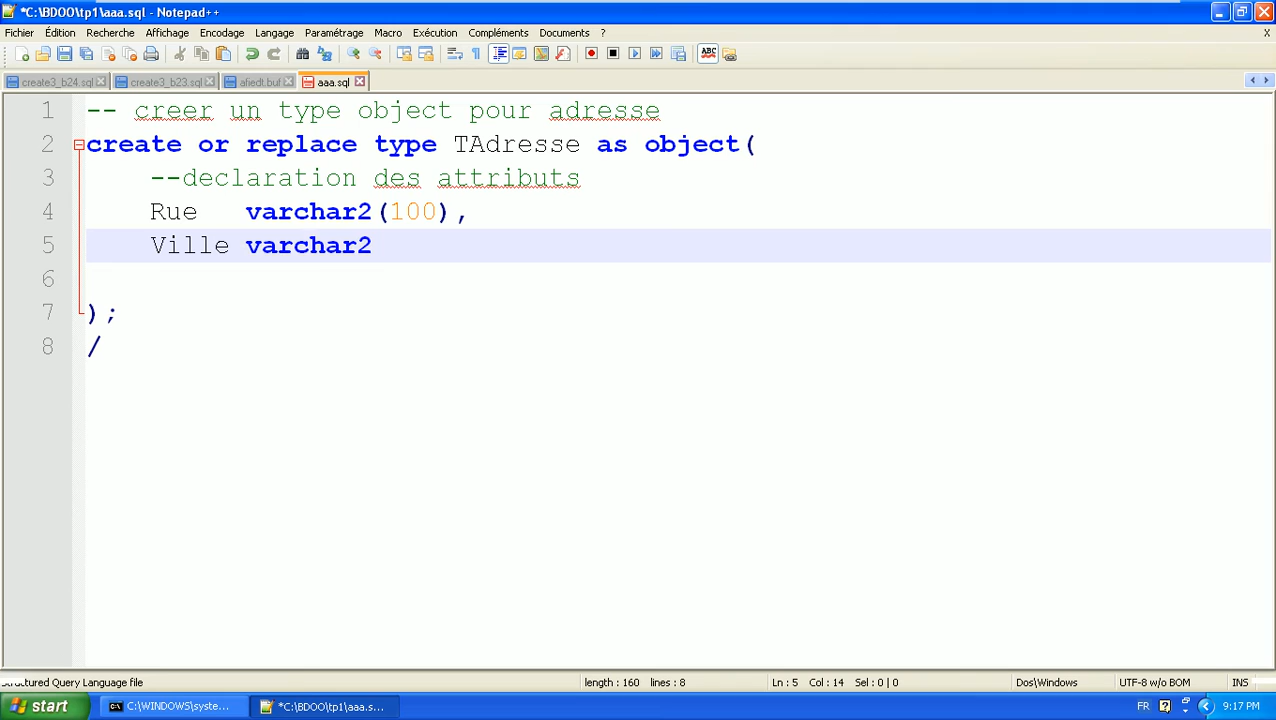 *C:\BDOO\tp1\aaa.sql - Notepad++
Fichier Édition Recherche Affichage Encodage Langage Paramétrage Macro Exécution Compléments Documents ? X
create3_b24.sql create3_b23.sql afiedt.buf aaa.sql
1 -- creer un type object pour adresse
2 create or replace type TAdresse as object(
3 --declaration des attributs
4 Rue varchar2(100),
5 Ville varchar2
6
7 );
8 /
Structured Query Language file length : 160 lines : 8 Ln : 5 Col : 14 Sel : 0 | 0 Dos\Windows UTF-8 w/o BOM INS
start C:\WINDOWS\syste... *C:\BDOO\tp1\aaa.s... FR 9:17 PM